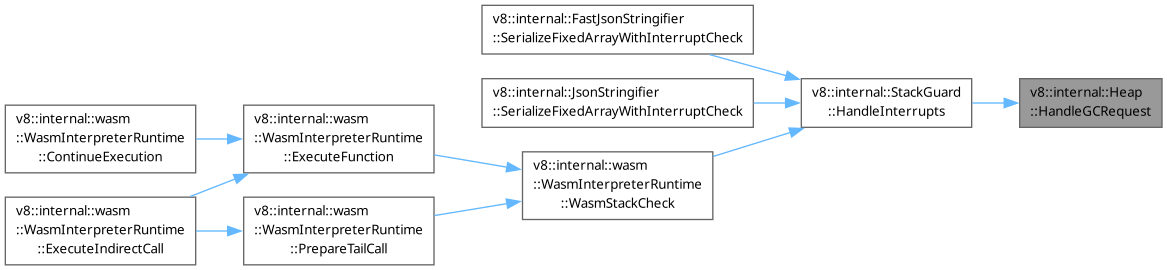 v8::internal::FastJsonStringifier
::SerializeFixedArrayWithInterruptCheck
v8::internal::JsonStringifier
::SerializeFixedArrayWithInterruptCheck
v8::internal::StackGuard
::HandleInterrupts
v8::internal::Heap
::HandleGCRequest
v8::internal::wasm
::WasmInterpreterRuntime
::ContinueExecution
v8::internal::wasm
::WasmInterpreterRuntime
::ExecuteFunction
v8::internal::wasm
::WasmInterpreterRuntime
::WasmStackCheck
v8::internal::wasm
::WasmInterpreterRuntime
::ExecuteIndirectCall
v8::internal::wasm
::WasmInterpreterRuntime
::PrepareTailCall